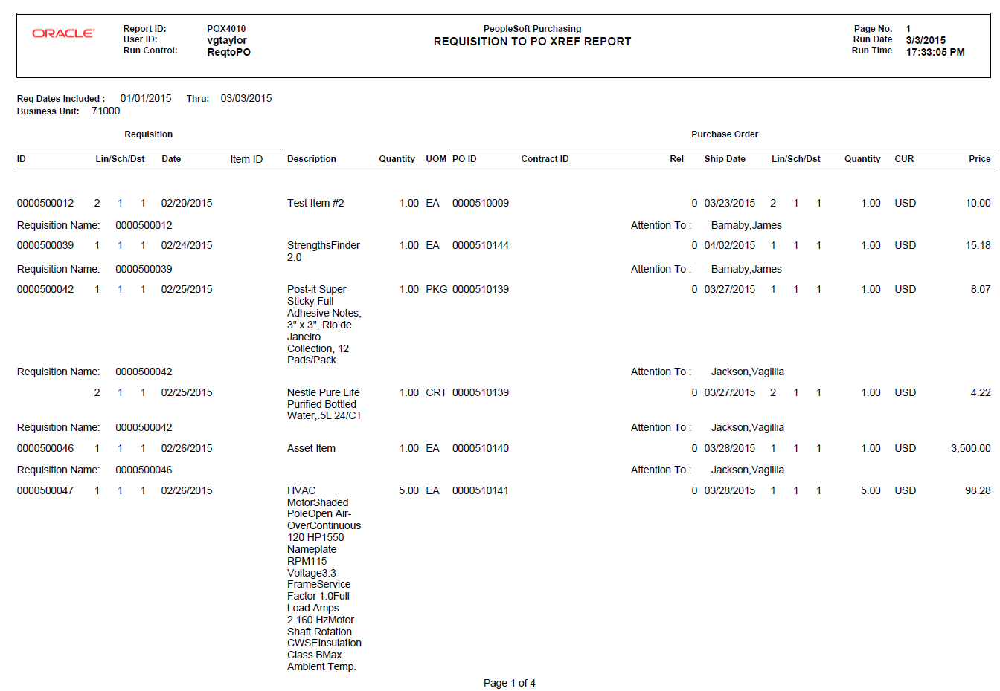 ORACLE Report ID: POX4010 PeopleSoft Purchasing Page No. 1
User ID: vgtaylor REQUISITION TO PO XREF REPORT Run Date 3/3/2015
Run Control: ReqtoPO Run Time 17:33:05 PM
Req Dates Included : 01/01/2015 Thru: 03/03/2015
Business Unit: 71000
Requisition Purchase Order
ID Lin/Sch/Dst Date Item ID Description Quantity UOM PO ID Contract ID Rel Ship Date Lin/Sch/Dst Quantity CUR Price
0000500012 2 1 1 02/20/2015 Test Item #2 1.00 EA 0000510009 0 03/23/2015 2 1 1 1.00 USD 10.00
Requisition Name: 0000500012 Attention To : Barnaby,James
0000500039 1 1 1 02/24/2015 StrengthsFinder 1.00 EA 0000510144 0 04/02/2015 1 1 1 1.00 USD 15.18
2.0
Requisition Name: 0000500039 Attention To : Barnaby,James
0000500042 1 1 1 02/25/2015 Post-it Super 1.00 PKG 0000510139 0 03/27/2015 1 1 1 1.00 USD 8.07
Sticky Full
Adhesive Notes,
3" x 3", Rio de
Janeiro
Collection, 12
Pads/Pack
Requisition Name: 0000500042 Attention To : Jackson,Vagillia
2 1 1 02/25/2015 Nestle Pure Life 1.00 CRT 0000510139 0 03/27/2015 2 1 1 1.00 USD 4.22
Purified Bottled
Water,.5L 24/CT
Requisition Name: 0000500042 Attention To : Jackson,Vagillia
0000500046 1 1 1 02/26/2015 Asset Item 1.00 EA 0000510140 0 03/28/2015 1 1 1 1.00 USD 3,500.00
Requisition Name: 0000500046 Attention To : Jackson,Vagillia
0000500047 1 1 1 02/26/2015 HVAC 5.00 EA 0000510141 0 03/28/2015 1 1 1 5.00 USD 98.28
MotorShaded
PoleOpen Air-
OverContinuous
120 HP1550
Nameplate
RPM115
Voltage3.3
FrameService
Factor 1.0Full
Load Amps
2.160 HzMotor
Shaft Rotation
CWSEInsulation
Class BMax.
Ambient Temp.
Page 1 of 4